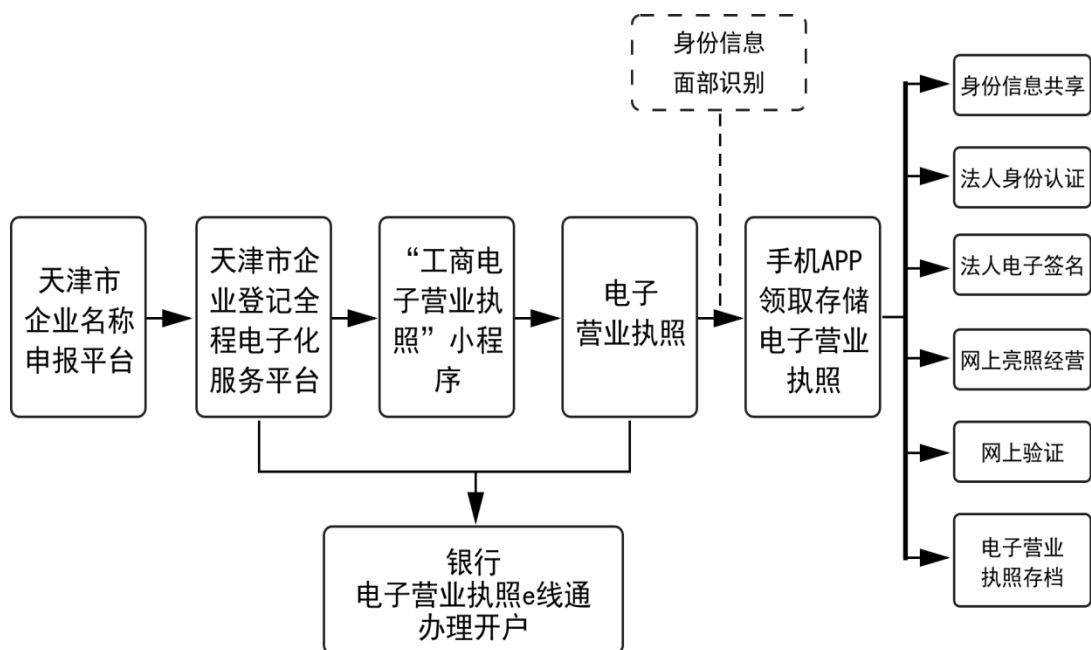 身份信息
面部识别
天津市
企业名称
申报平台
天津市企
业登记全
程电子化
服务平台
“工商电
子营业执
照”小程
序
电子
营业执照
手机APP
领取存储
电子营业
执照
身份信息共享
法人身份认证
法人电子签名
网上亮照经营
网上验证
电子营业
执照存档
银行
电子营业执照e线通
办理开户